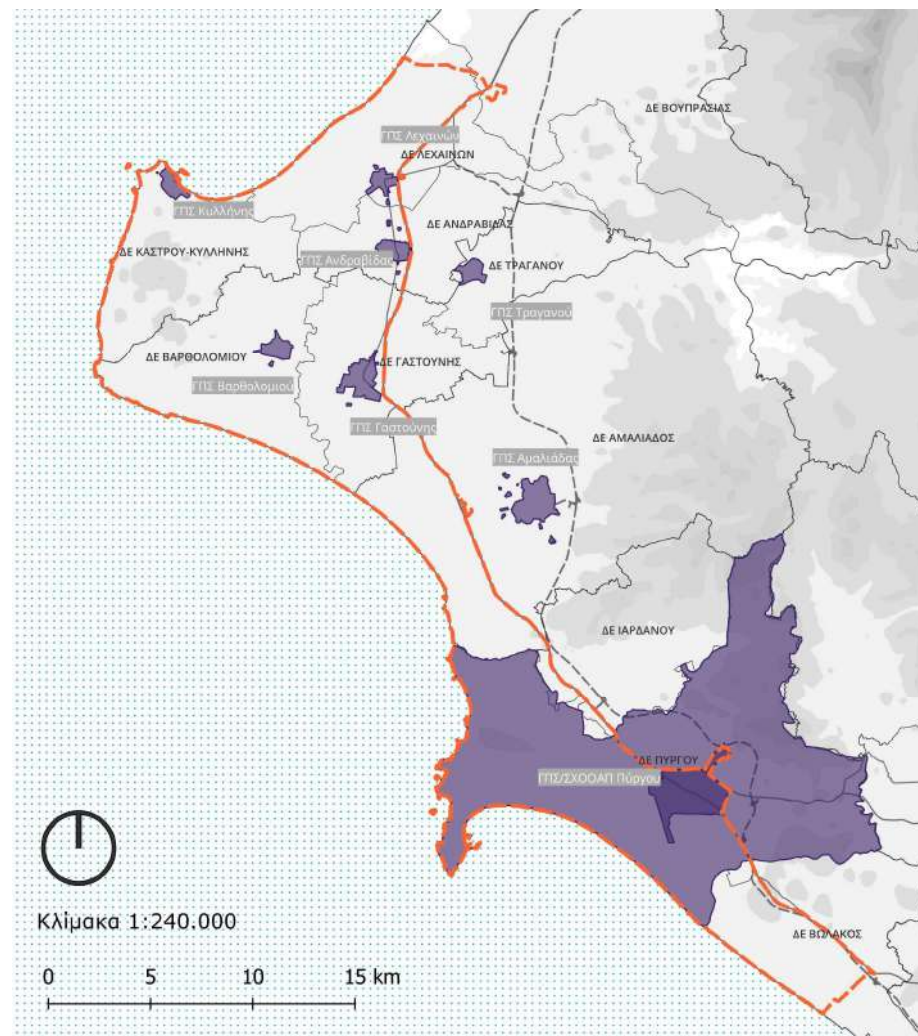 ΔΕ ΒΟΥΠΡΑΣΙΑΣ
ΓΠΣ Λεχαινών
ΔΕ ΛΕΧΑΙΝΩΝ
ΓΠΣ Κυλλήνης
ΔΕ ΑΝΔΡΑΒΙΔΑΣ
ΔΕ ΚΑΣΤΡΟΥ-ΚΥΛΛΗΝΗΣ
ΓΠΣ Ανδραβίδας
ΔΕ ΤΡΑΓΑΝΟΥ
ΓΠΣ Τραγανού
ΔΕ ΒΑΡΘΟΛΟΜΙΟΥ
ΔΕ ΓΑΣΤΟΥΝΗΣ
ΓΠΣ Βαρθολομιού
ΓΠΣ Γαστούνης
ΔΕ ΑΜΑΛΙΑΔΟΣ
ΓΠΣ Αμαλιάδας
ΔΕ ΙΑΡΔΑΝΟΥ
ΔΕ ΠΥΡΓΟΥ
ΓΠΣ/ΣΧΟΟΑΠ Πύργου
Κλίμακα 1:240.000
ΔΕ ΒΩΛΑΚΟΣ
0 5 10 15 km